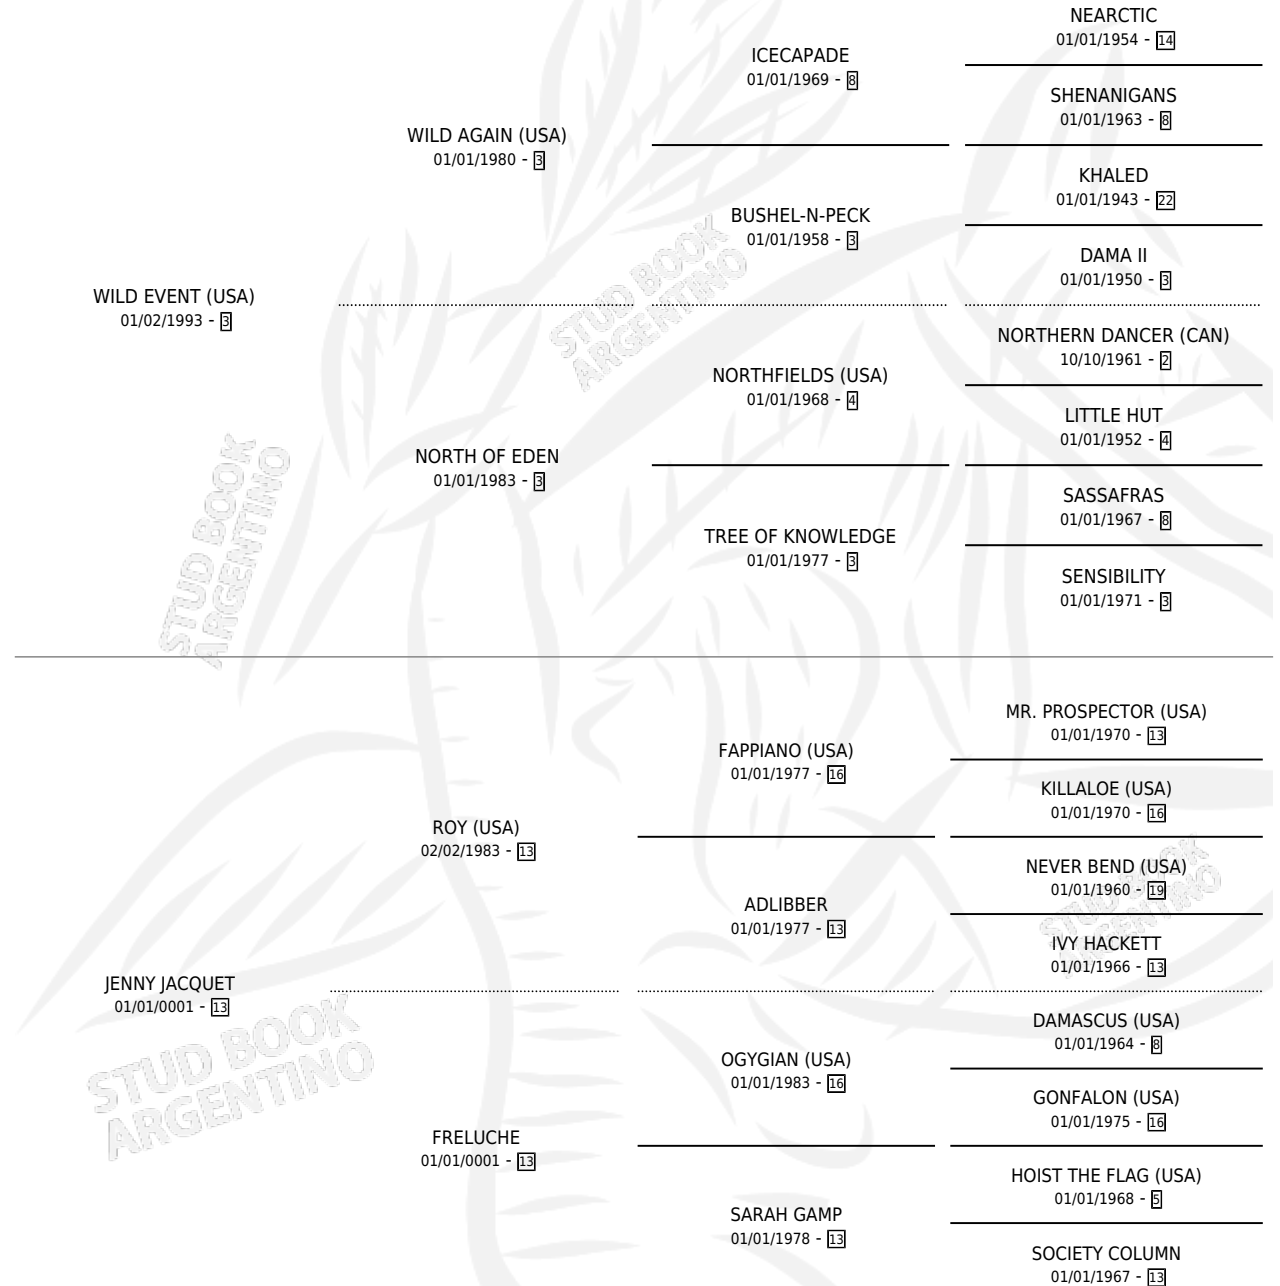 NEARCTIC
01/01/1954 - 14
ICECAPADE
01/01/1969 - 8
SHENANIGANS
01/01/1963 - 8
WILD AGAIN (USA)
01/01/1980 - 3
KHALED
01/01/1943 - 22
BUSHEL-N-PECK
01/01/1958 - 3
DAMA II
01/01/1950 - 3
WILD EVENT (USA)
01/02/1993 - 3
STUD BOOK
ARGENTINO
NORTHERN DANCER (CAN)
10/10/1961 - 2
NORTHFIELDS (USA)
01/01/1968 - 4
LITTLE HUT
01/01/1952 - 4
NORTH OF EDEN
01/01/1983 - 3
SASSAFRAS
01/01/1967 - 8
TREE OF KNOWLEDGE
01/01/1977 - 3
SENSIBILITY
01/01/1971 - 3
STUD BOOK
ARGENTINO
MR. PROSPECTOR (USA)
01/01/1970 - 13
FAPPIANO (USA)
01/01/1977 - 16
KILLALOE (USA)
01/01/1970 - 16
ROY (USA)
02/02/1983 - 13
NEVER BEND (USA)
01/01/1960 - 19
ADLIBBER
01/01/1977 - 13
IVY HACKETT
01/01/1966 - 13
STUD BOOK
ARGENTINO
JENNY JACQUET
01/01/0001 - 13
DAMASCUS (USA)
01/01/1964 - 8
OGYGIAN (USA)
01/01/1983 - 16
GONFALON (USA)
01/01/1975 - 16
STUD BOOK
ARGENTINO
FRELUCHE
01/01/0001 - 13
HOIST THE FLAG (USA)
01/01/1968 - 5
SARAH GAMP
01/01/1978 - 13
SOCIETY COLUMN
01/01/1967 - 13